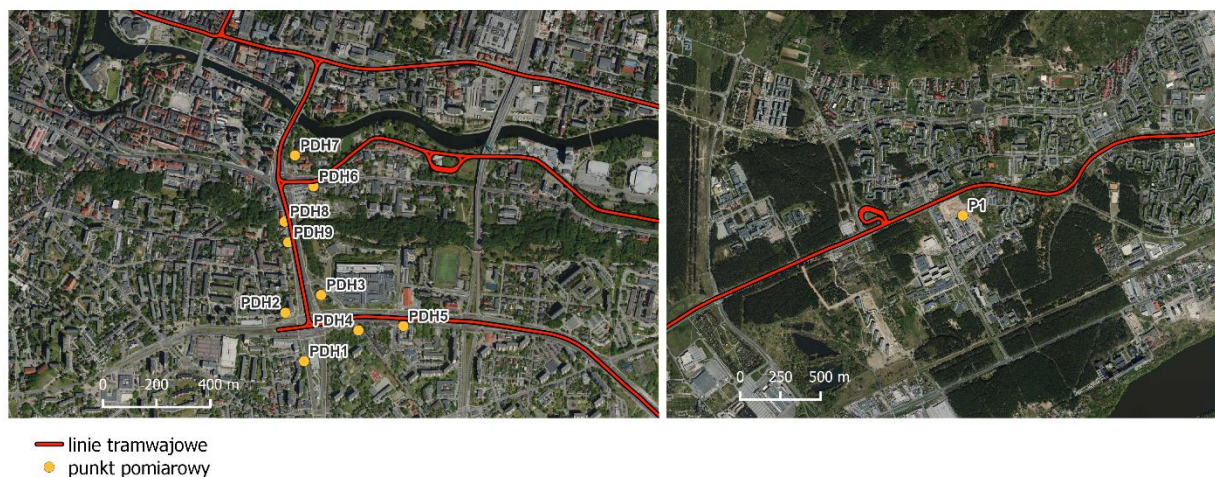 PDH7
PDH6
PDH8
PDH9
PDH3
PDH2
PDH4
PDH5
PDH1
0 200 400 m
P1
0 250 500 m
linie tramwajowe
punkt pomiarowy